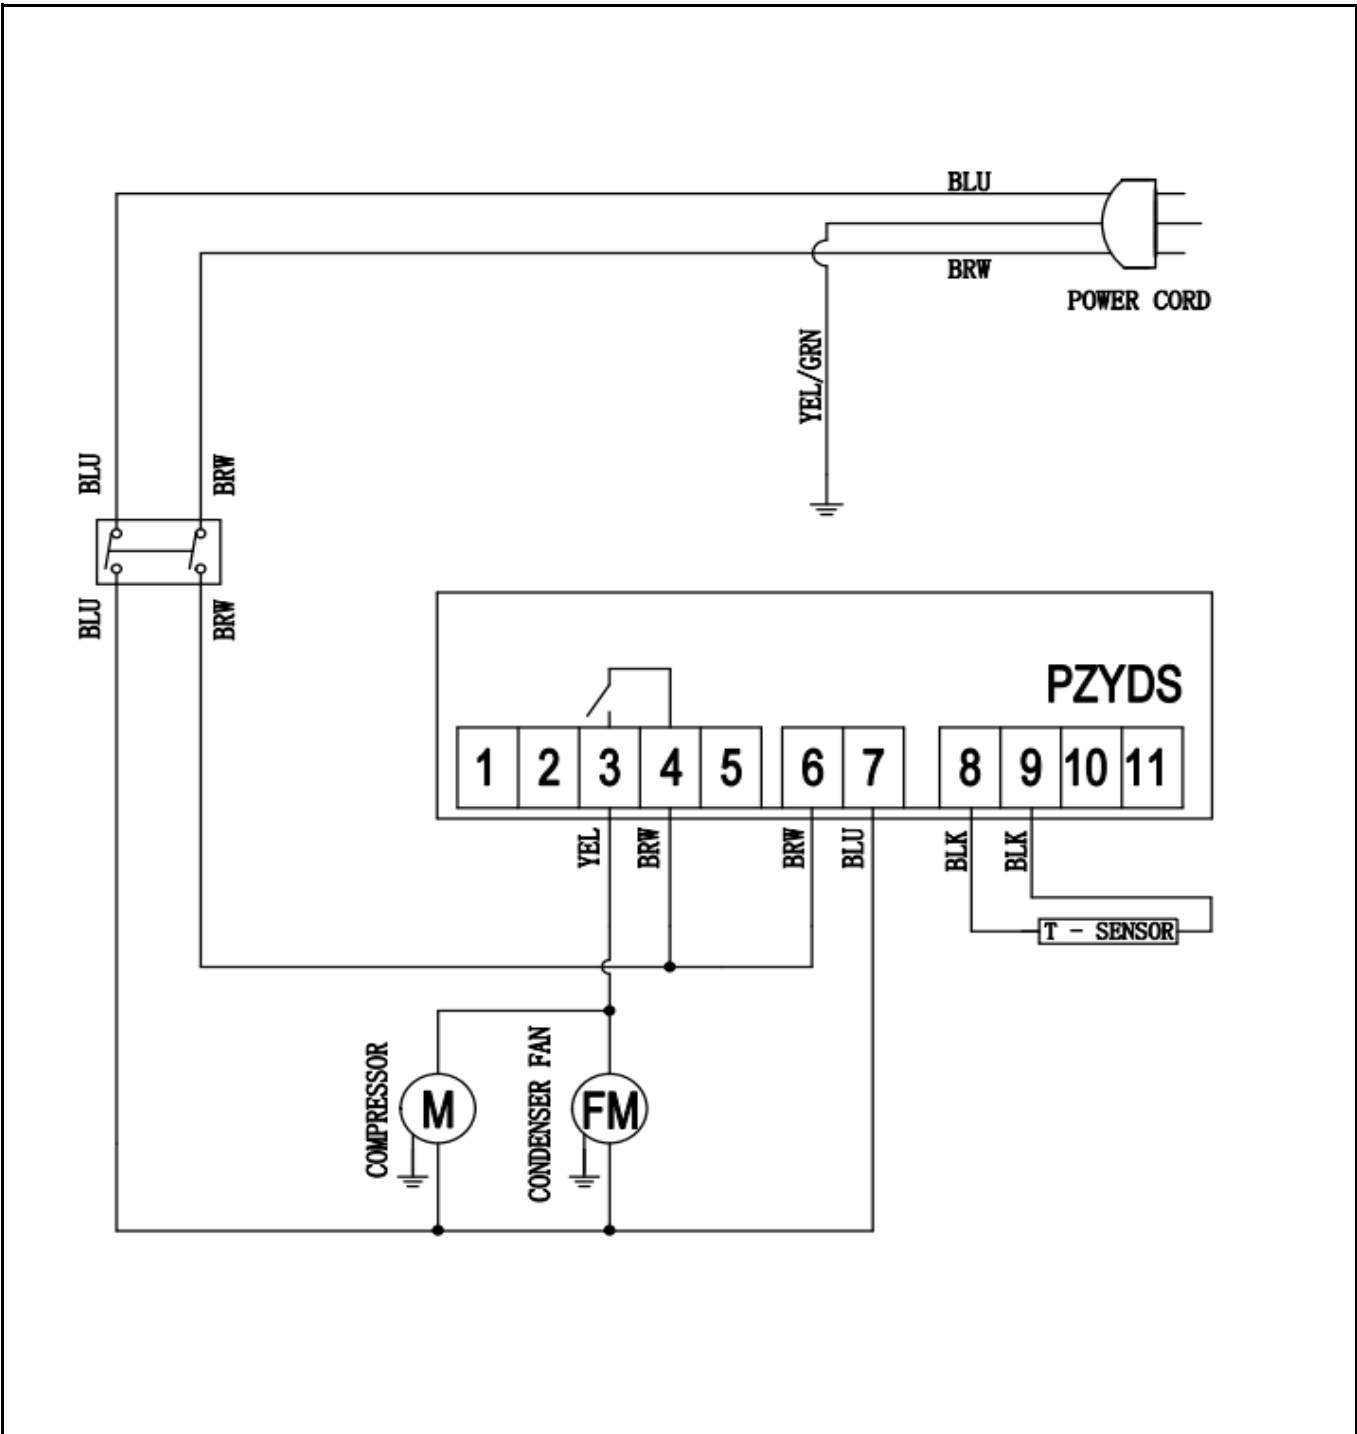 BLU
BRW
POWER CORD
YEL/GRN
BLU
BRW
BLU
BRW
PZYDS
1 2 3 4 5 6 7 8 9 10 11
YEL
BRW
BRW
BLU
BLK
BLK
T - SENSOR
COMPRESSOR
M
CONDENSER FAN
FM